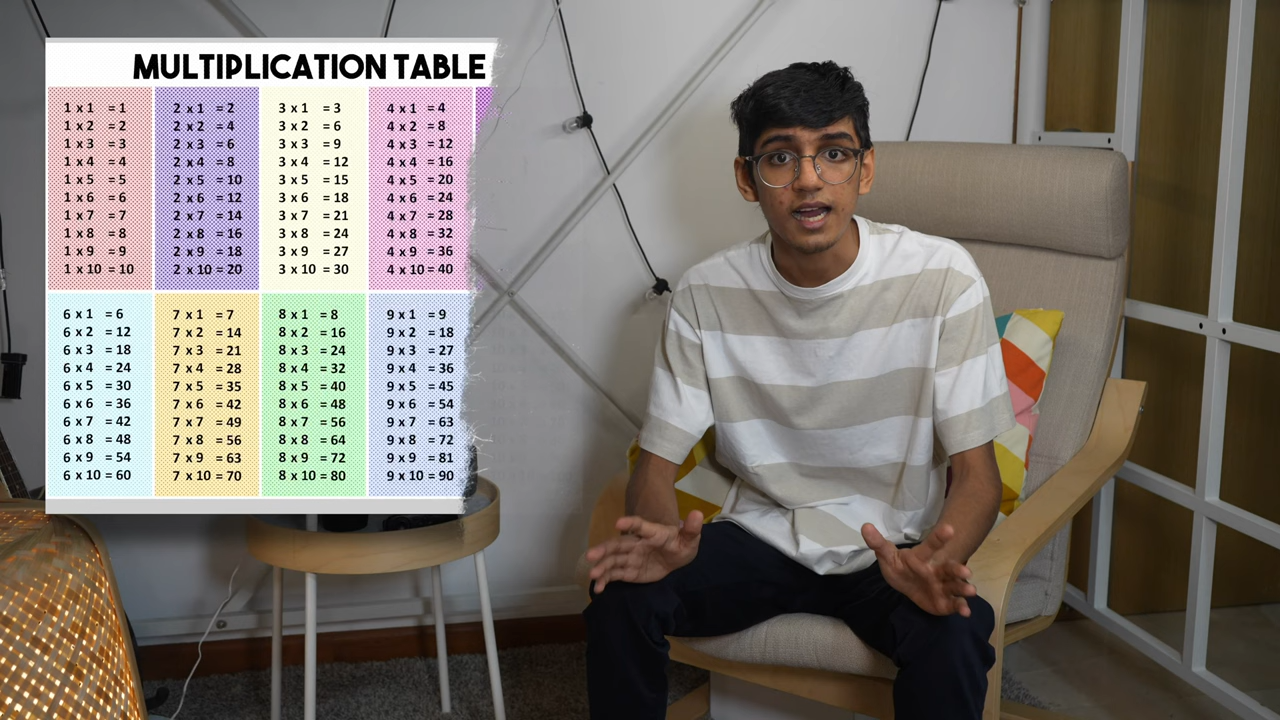 MULTIPLICATION TABLE
1 x 1 = 1
1 x 2 = 2
1 x 3 = 3
1 x 4 = 4
1 x 5 = 5
1 x 6 = 6
1 x 7 = 7
1 x 8 = 8
1 x 9 = 9
1 x 10 = 10
2 x 1 = 2
2 x 2 = 4
2 x 3 = 6
2 x 4 = 8
2 x 5 = 10
2 x 6 = 12
2 x 7 = 14
2 x 8 = 16
2 x 9 = 18
2 x 10 = 20
3 x 1 = 3
3 x 2 = 6
3 x 3 = 9
3 x 4 = 12
3 x 5 = 15
3 x 6 = 18
3 x 7 = 21
3 x 8 = 24
3 x 9 = 27
3 x 10 = 30
4 x 1 = 4
4 x 2 = 8
4 x 3 = 12
4 x 4 = 16
4 x 5 = 20
4 x 6 = 24
4 x 7 = 28
4 x 8 = 32
4 x 9 = 36
4 x 10 = 40
6 x 1 = 6
6 x 2 = 12
6 x 3 = 18
6 x 4 = 24
6 x 5 = 30
6 x 6 = 36
6 x 7 = 42
6 x 8 = 48
6 x 9 = 54
6 x 10 = 60
7 x 1 = 7
7 x 2 = 14
7 x 3 = 21
7 x 4 = 28
7 x 5 = 35
7 x 6 = 42
7 x 7 = 49
7 x 8 = 56
7 x 9 = 63
7 x 10 = 70
8 x 1 = 8
8 x 2 = 16
8 x 3 = 24
8 x 4 = 32
8 x 5 = 40
8 x 6 = 48
8 x 7 = 56
8 x 8 = 64
8 x 9 = 72
8 x 10 = 80
9 x 1 = 9
9 x 2 = 18
9 x 3 = 27
9 x 4 = 36
9 x 5 = 45
9 x 6 = 54
9 x 7 = 63
9 x 8 = 72
9 x 9 = 81
9 x 10 = 90